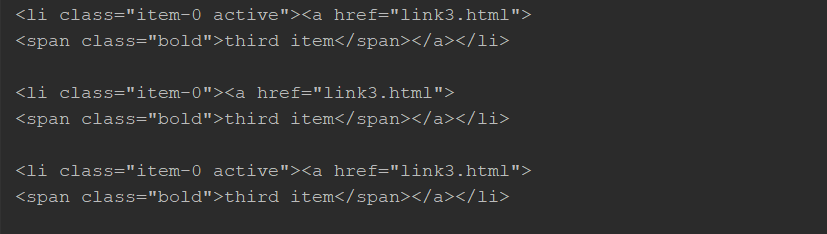 <li class="item-0 active"><a href="link3.html">
<span class="bold">third item</span></a></li>
<li class="item-0"><a href="link3.html">
<span class="bold">third item</span></a></li>
<li class="item-0 active"><a href="link3.html">
<span class="bold">third item</span></a></li>